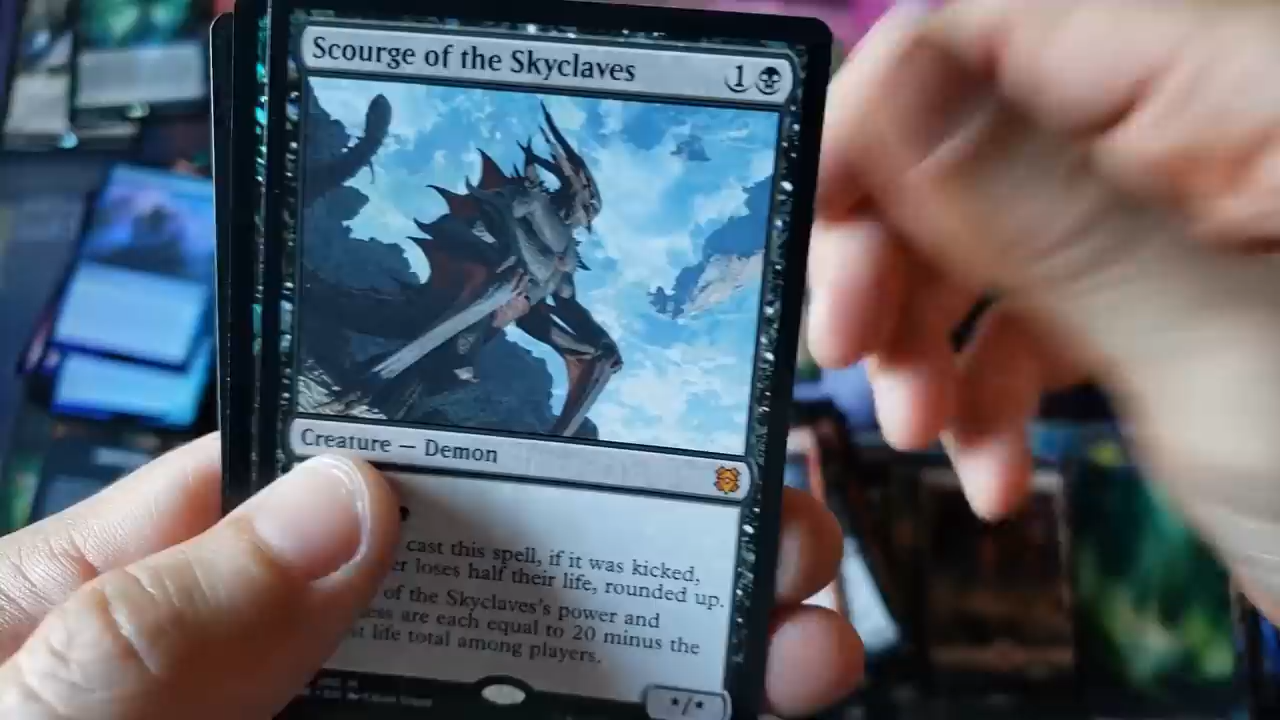 Scourge of the Skyclaves 1
Creature — Demon
cast this spell, if it was kicked,
loses half their life, rounded up.
of the Skyclaves's power and
are each equal to 20 minus the
life total among players.
*/*